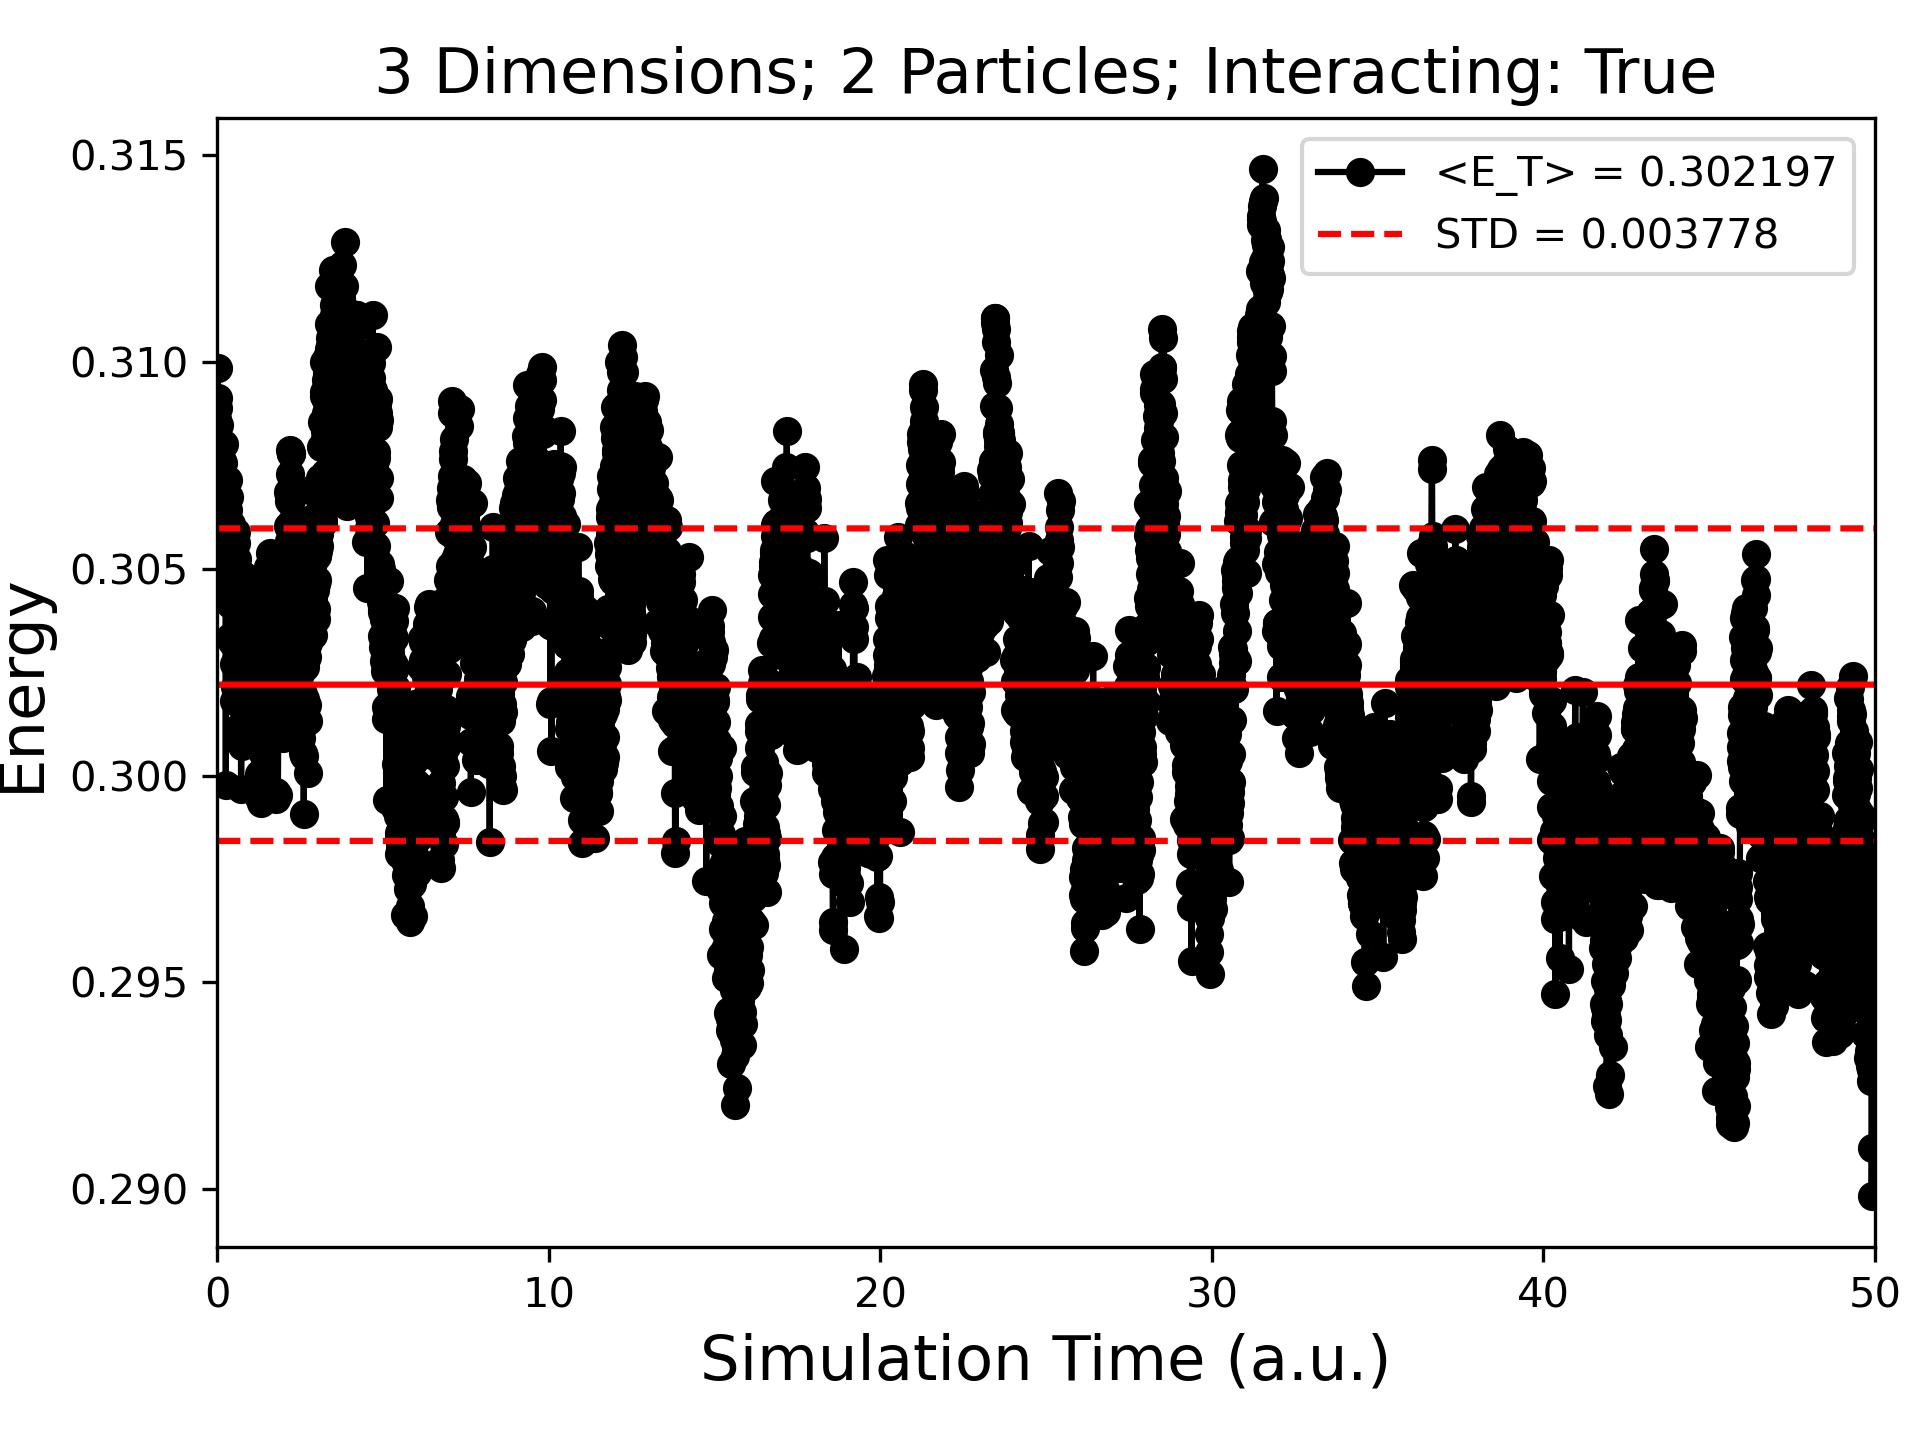 3 Dimensions; 2 Particles; Interacting: True
<E_T> = 0.302197
STD = 0.003778
Energy
0.315
0.310
0.305
0.300
0.295
0.290
0 10 20 30 40 50
Simulation Time (a.u.)